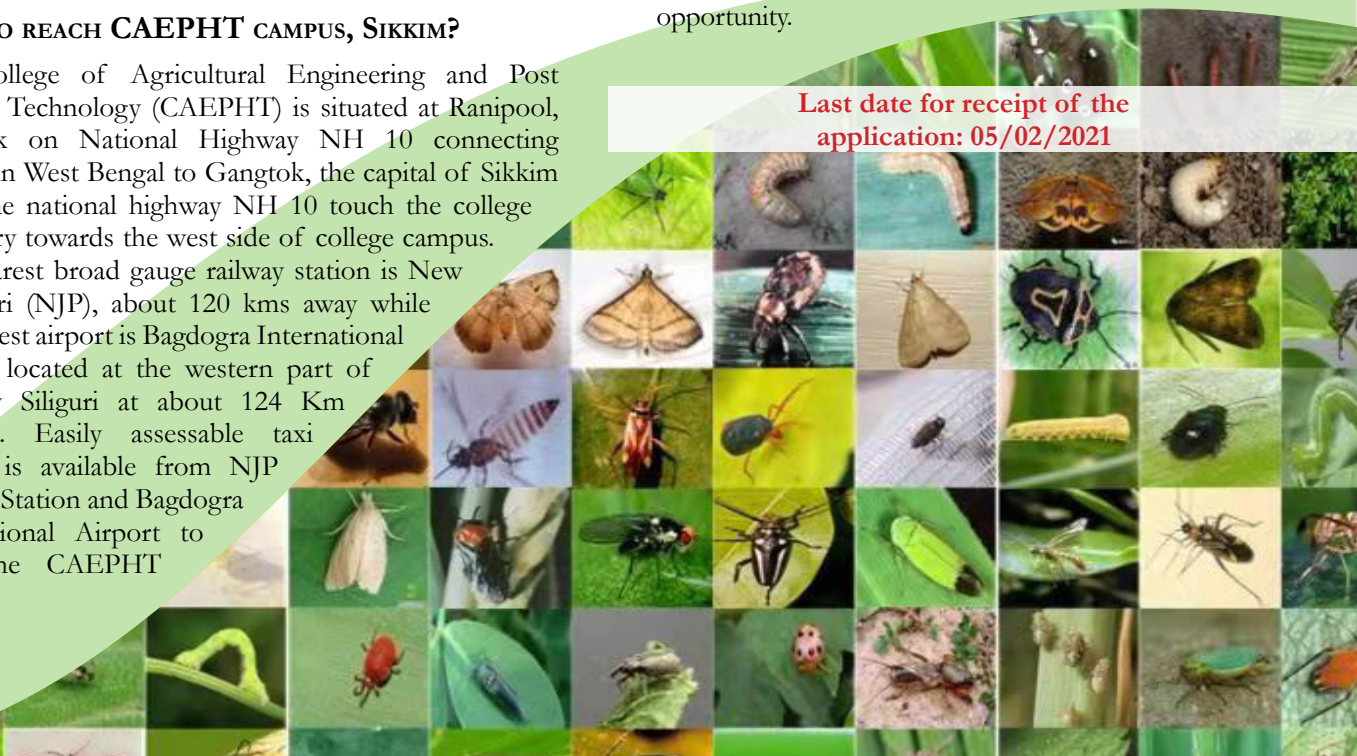 O REACH CAEPHT CAMPUS, SIKKIM?
ollege of Agricultural Engineering and Post
Technology (CAEPHT) is situated at Ranipool,
k on National Highway NH 10 connecting
in West Bengal to Gangtok, the capital of Sikkim
he national highway NH 10 touch the college
ry towards the west side of college campus.
arest broad gauge railway station is New
ri (NJP), about 120 kms away while
est airport is Bagdogra International
located at the western part of
y Siliguri at about 124 Km
. Easily assessable taxi
is available from NJP
Station and Bagdogra
ional Airport to
he CAEPHT
opportunity.
Last date for receipt of the
application: 05/02/2021